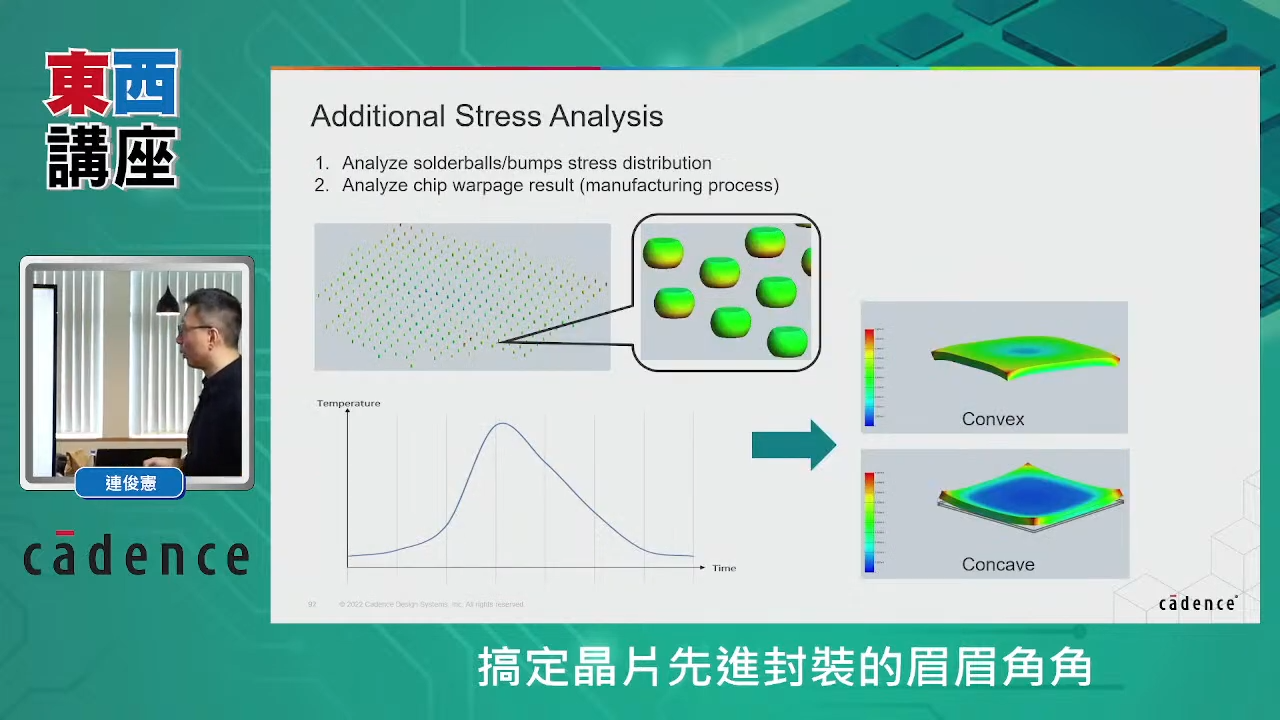 東西
講座
連俊憲
cādence
Additional Stress Analysis
1. Analyze solderballs/bumps stress distribution
2. Analyze chip warpage result (manufacturing process)
Temperature
Time
Convex
Concave
97 © 2022 Cadence Design Systems, Inc. All rights reserved.
cādence®
搞定晶片先進封裝的眉眉角角